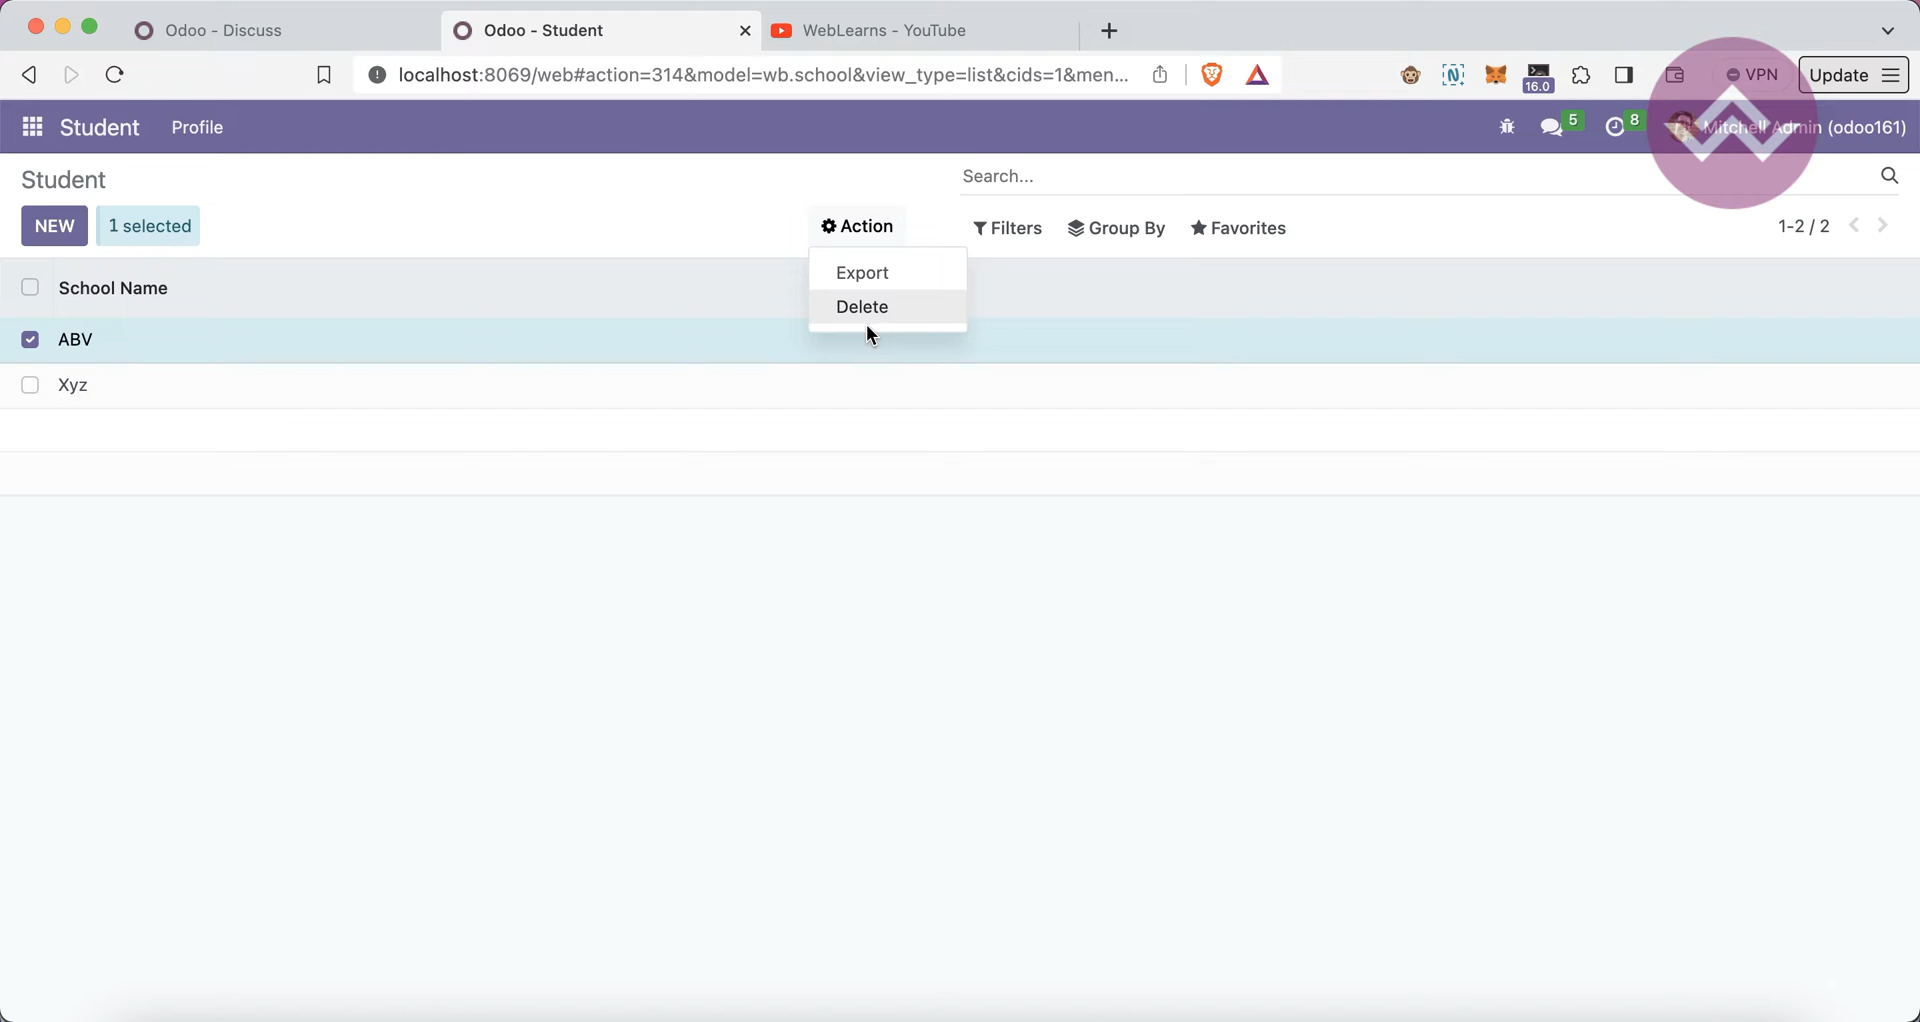 Odoo - Discuss
Odoo - Student
WebLearns - YouTube
localhost:8069/web#action=314&model=wb.school&view_type=list&cids=1&men...
16.0
VPN
Update
Student
Profile
5
8
Mitchell Admin (odoo161)
Student
Search...
NEW
1 selected
Action
Filters
Group By
Favorites
1-2 / 2
Export
Delete
School Name
ABV
Xyz